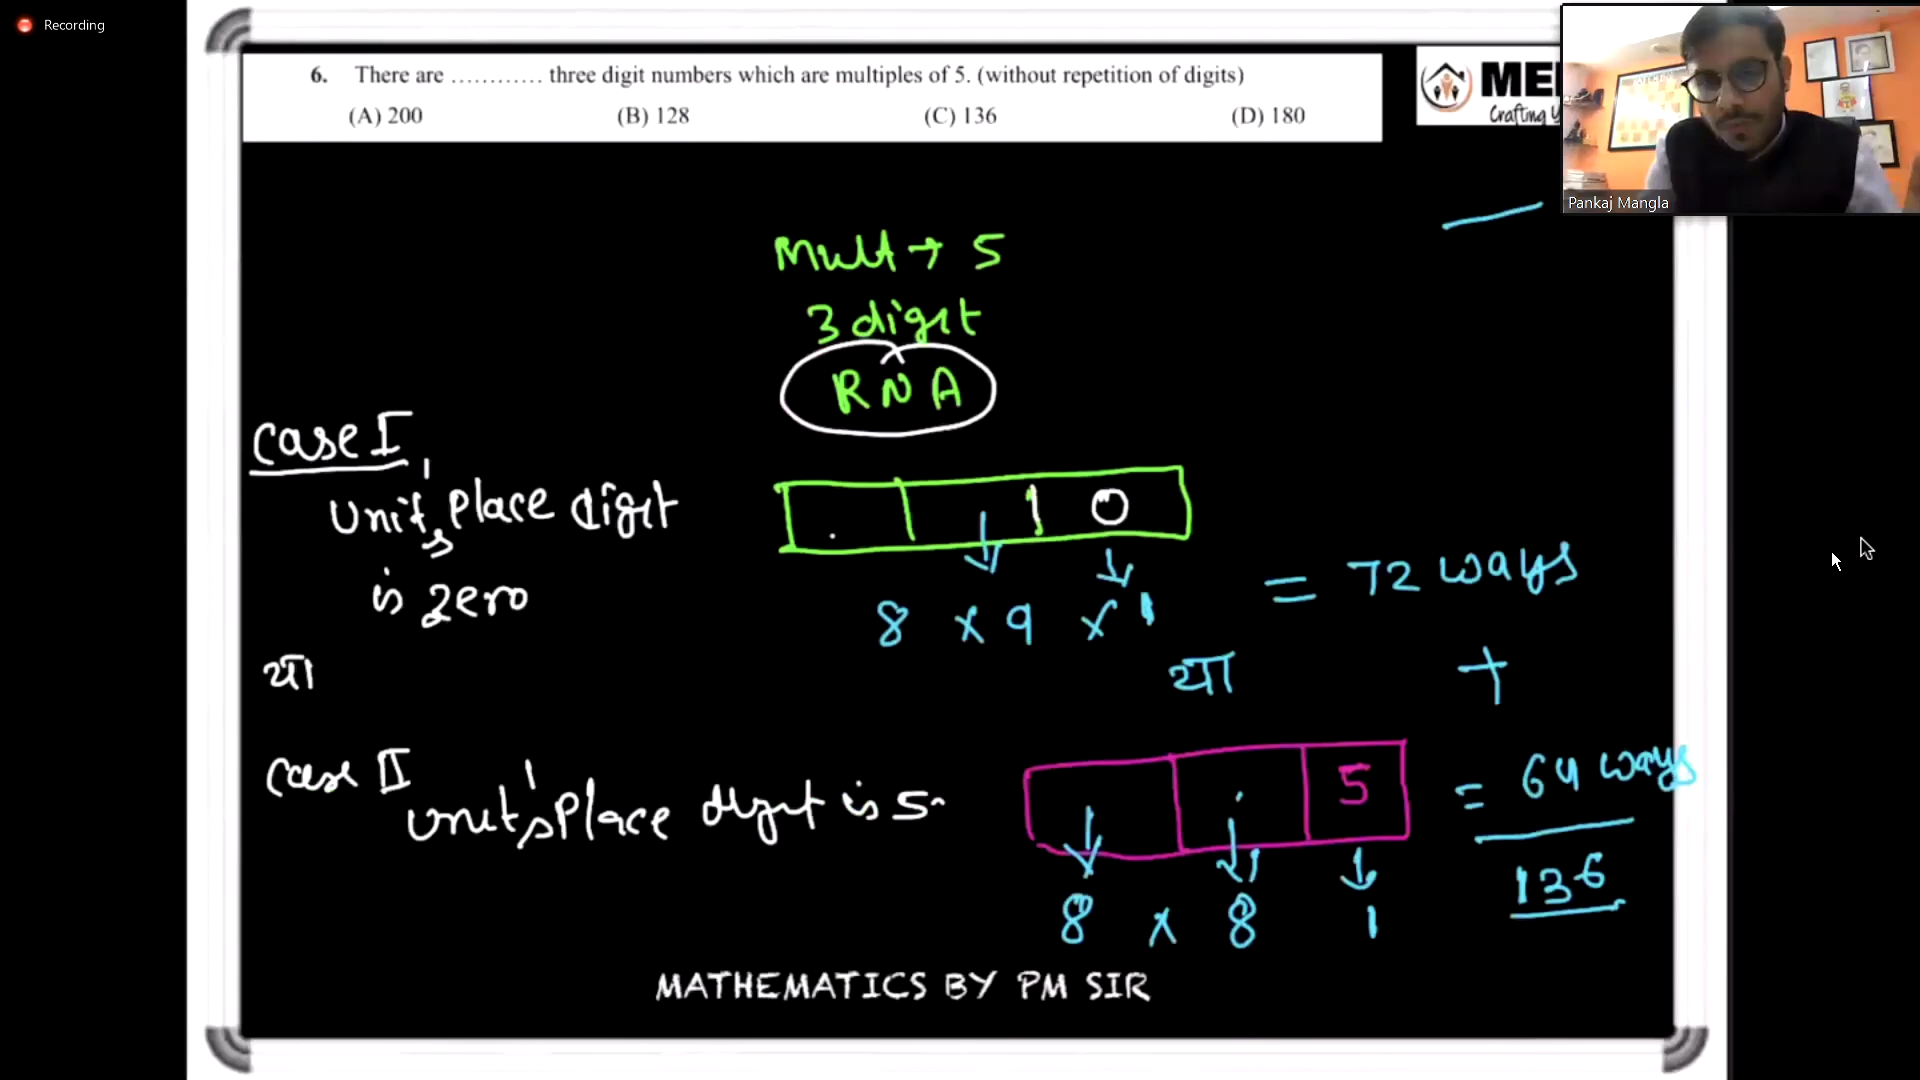 Recording
6. There are ............ three digit numbers which are multiples of 5. (without repetition of digits)
(A) 200 (B) 128 (C) 136 (D) 180
Crafting
Pankaj Mangla
Mult → 5
3 digit
R N A
Case I
Unit's place digit
is zero
0
8 × 9 × 1 = 72 ways
या या +
Case II
Unit's place digit is 5
5
= 64 ways
8 × 8 1
136
MATHEMATICS BY PM SIR